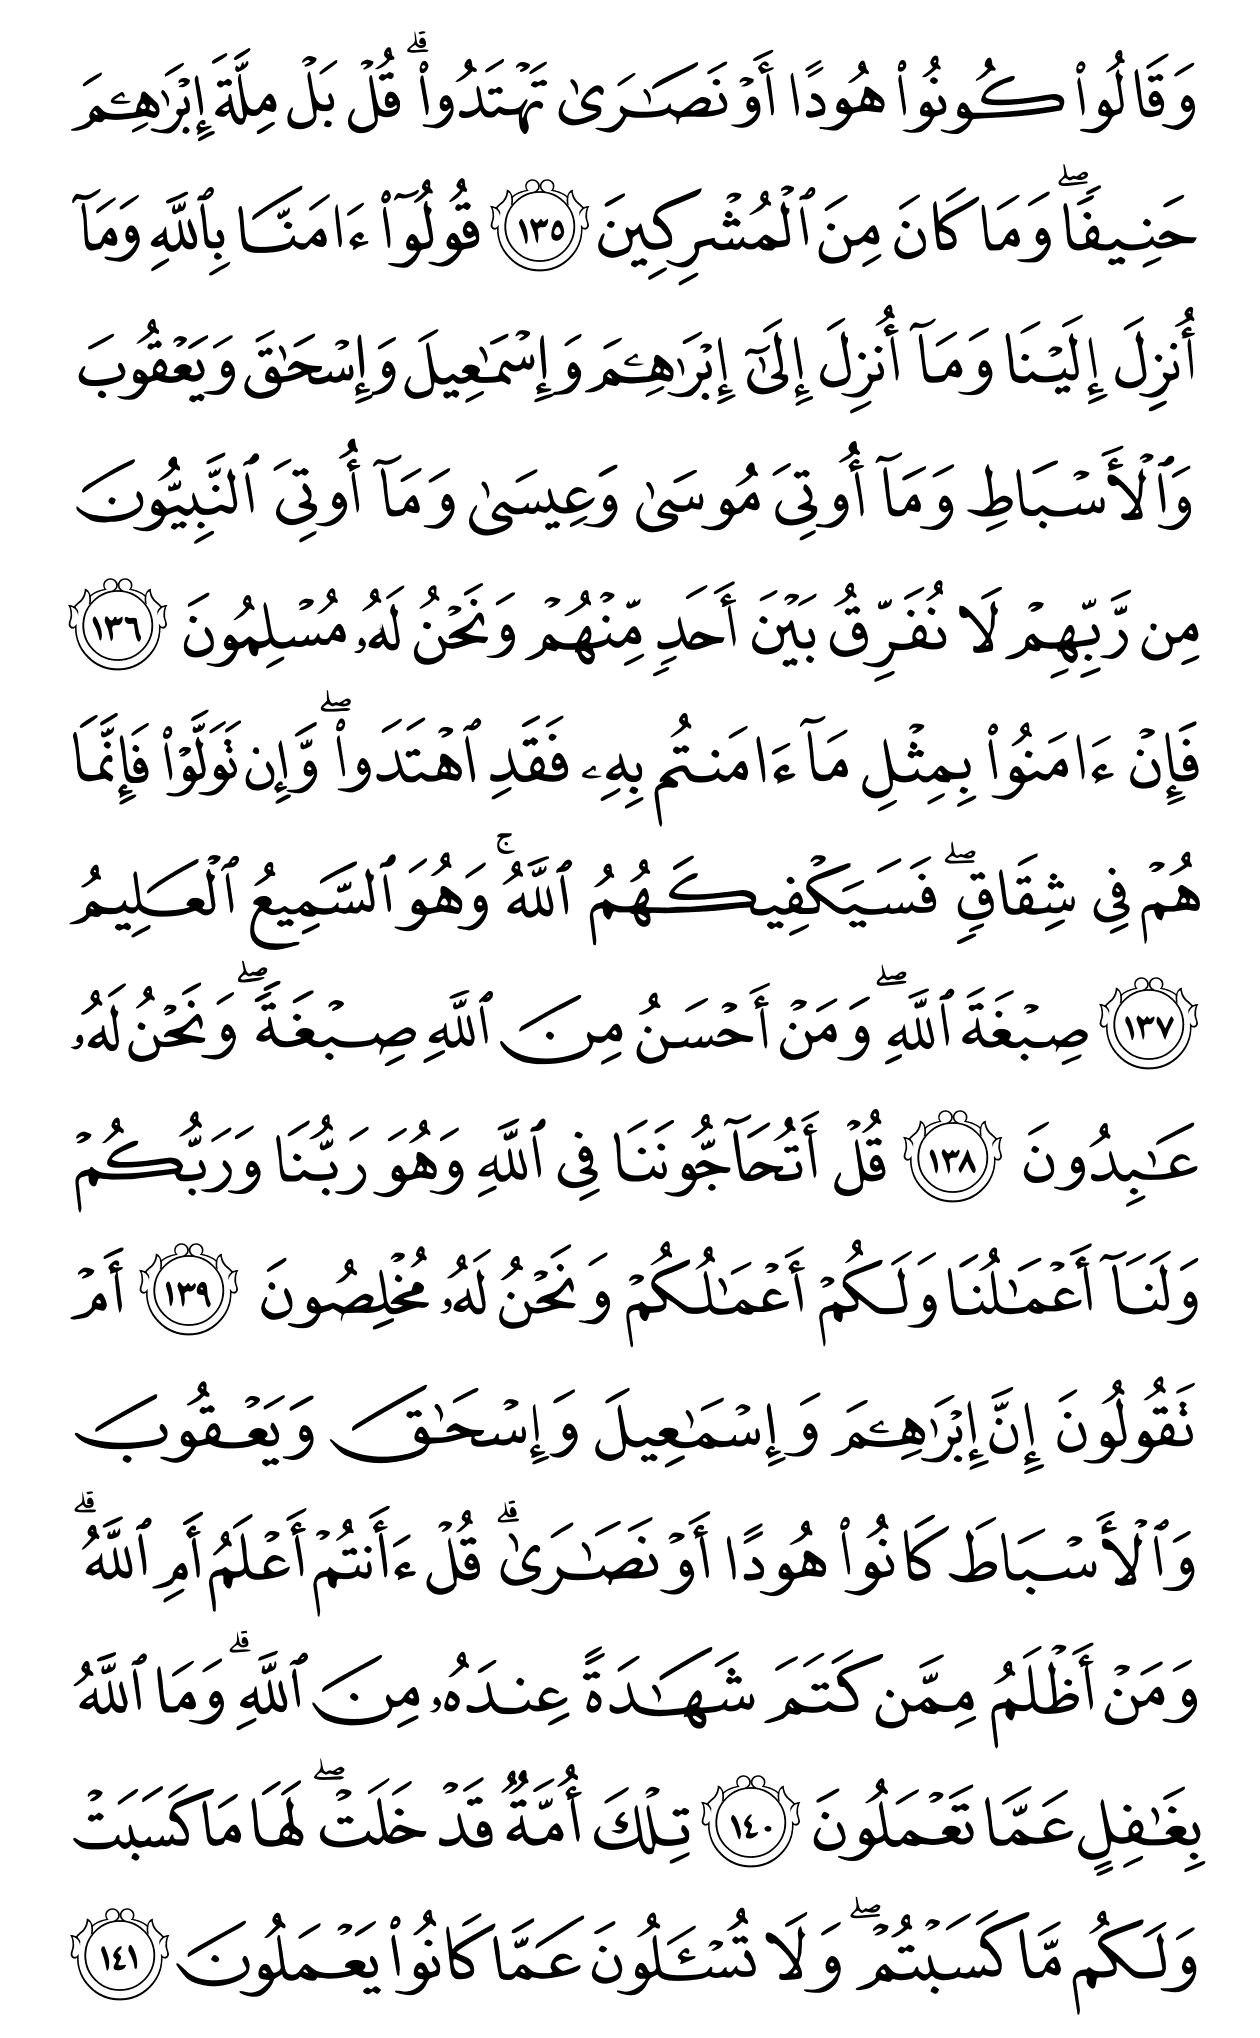 وَقَالُوا۟ كُونُوا۟ هُودًا أَوْ نَصَـٰرَىٰ تَهْتَدُوا۟ ۗ قُلْ بَلْ مِلَّةَ إِبْرَٰهِـۧمَ
حَنِيفًا ۖ وَمَا كَانَ مِنَ ٱلْمُشْرِكِينَ ١٣٥ قُولُوٓا۟ ءَامَنَّا بِٱللَّهِ وَمَآ
أُنزِلَ إِلَيْنَا وَمَآ أُنزِلَ إِلَىٰٓ إِبْرَٰهِـۧمَ وَإِسْمَـٰعِيلَ وَإِسْحَـٰقَ وَيَعْقُوبَ
وَٱلْأَسْبَاطِ وَمَآ أُوتِىَ مُوسَىٰ وَعِيسَىٰ وَمَآ أُوتِىَ ٱلنَّبِيُّونَ
مِن رَّبِّهِمْ لَا نُفَرِّقُ بَيْنَ أَحَدٍ مِّنْهُمْ وَنَحْنُ لَهُۥ مُسْلِمُونَ ١٣٦
فَإِنْ ءَامَنُوا۟ بِمِثْلِ مَآ ءَامَنتُم بِهِۦ فَقَدِ ٱهْتَدَوا۟ ۖ وَّإِن تَوَلَّوْا۟ فَإِنَّمَا
هُمْ فِى شِقَاقٍ ۖ فَسَيَكْفِيكَهُمُ ٱللَّهُ ۚ وَهُوَ ٱلسَّمِيعُ ٱلْعَلِيمُ
١٣٧ صِبْغَةَ ٱللَّهِ ۖ وَمَنْ أَحْسَنُ مِنَ ٱللَّهِ صِبْغَةً ۖ وَنَحْنُ لَهُۥ
عَـٰبِدُونَ ١٣٨ قُلْ أَتُحَآجُّونَنَا فِى ٱللَّهِ وَهُوَ رَبُّنَا وَرَبُّكُمْ
وَلَنَآ أَعْمَـٰلُنَا وَلَكُمْ أَعْمَـٰلُكُمْ وَنَحْنُ لَهُۥ مُخْلِصُونَ ١٣٩ أَمْ
تَقُولُونَ إِنَّ إِبْرَٰهِـۧمَ وَإِسْمَـٰعِيلَ وَإِسْحَـٰقَ وَيَعْقُوبَ
وَٱلْأَسْبَاطَ كَانُوا۟ هُودًا أَوْ نَصَـٰرَىٰ ۗ قُلْ ءَأَنتُمْ أَعْلَمُ أَمِ ٱللَّهُ ۗ
وَمَنْ أَظْلَمُ مِمَّن كَتَمَ شَهَـٰدَةً عِندَهُۥ مِنَ ٱللَّهِ ۗ وَمَا ٱللَّهُ
بِغَـٰفِلٍ عَمَّا تَعْمَلُونَ ١٤٠ تِلْكَ أُمَّةٌ قَدْ خَلَتْ ۖ لَهَا مَا كَسَبَتْ
وَلَكُم مَّا كَسَبْتُمْ ۖ وَلَا تُسْـَٔلُونَ عَمَّا كَانُوا۟ يَعْمَلُونَ ١٤١